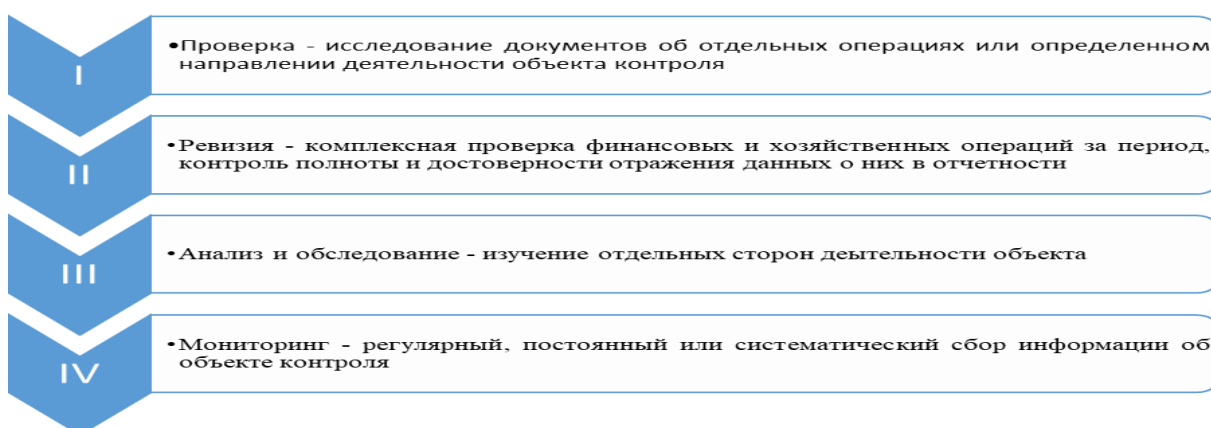 I
•Проверка - исследование документов об отдельных операциях или определенном
направлении деятельности объекта контроля
II
•Ревизия - комплексная проверка финансовых и хозяйственных операций за период,
контроль полноты и достоверности отражения данных о них в отчетности
III
•Анализ и обследование - изучение отдельных сторон деытельности объекта
IV
•Мониторинг - регулярный, постоянный или систематический сбор информации об
объекте контроля